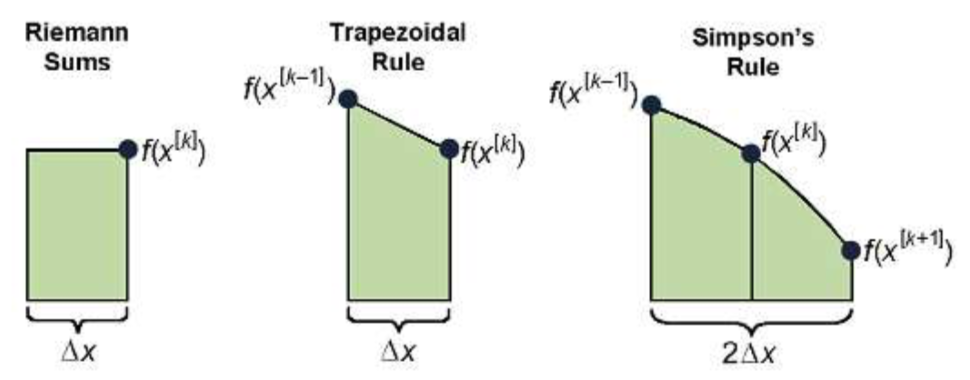 Riemann
Sums
f(x^[k])
Δx
Trapezoidal
Rule
f(x^[k–1])
f(x^[k])
Δx
Simpson's
Rule
f(x^[k–1])
f(x^[k])
f(x^[k+1])
2Δx